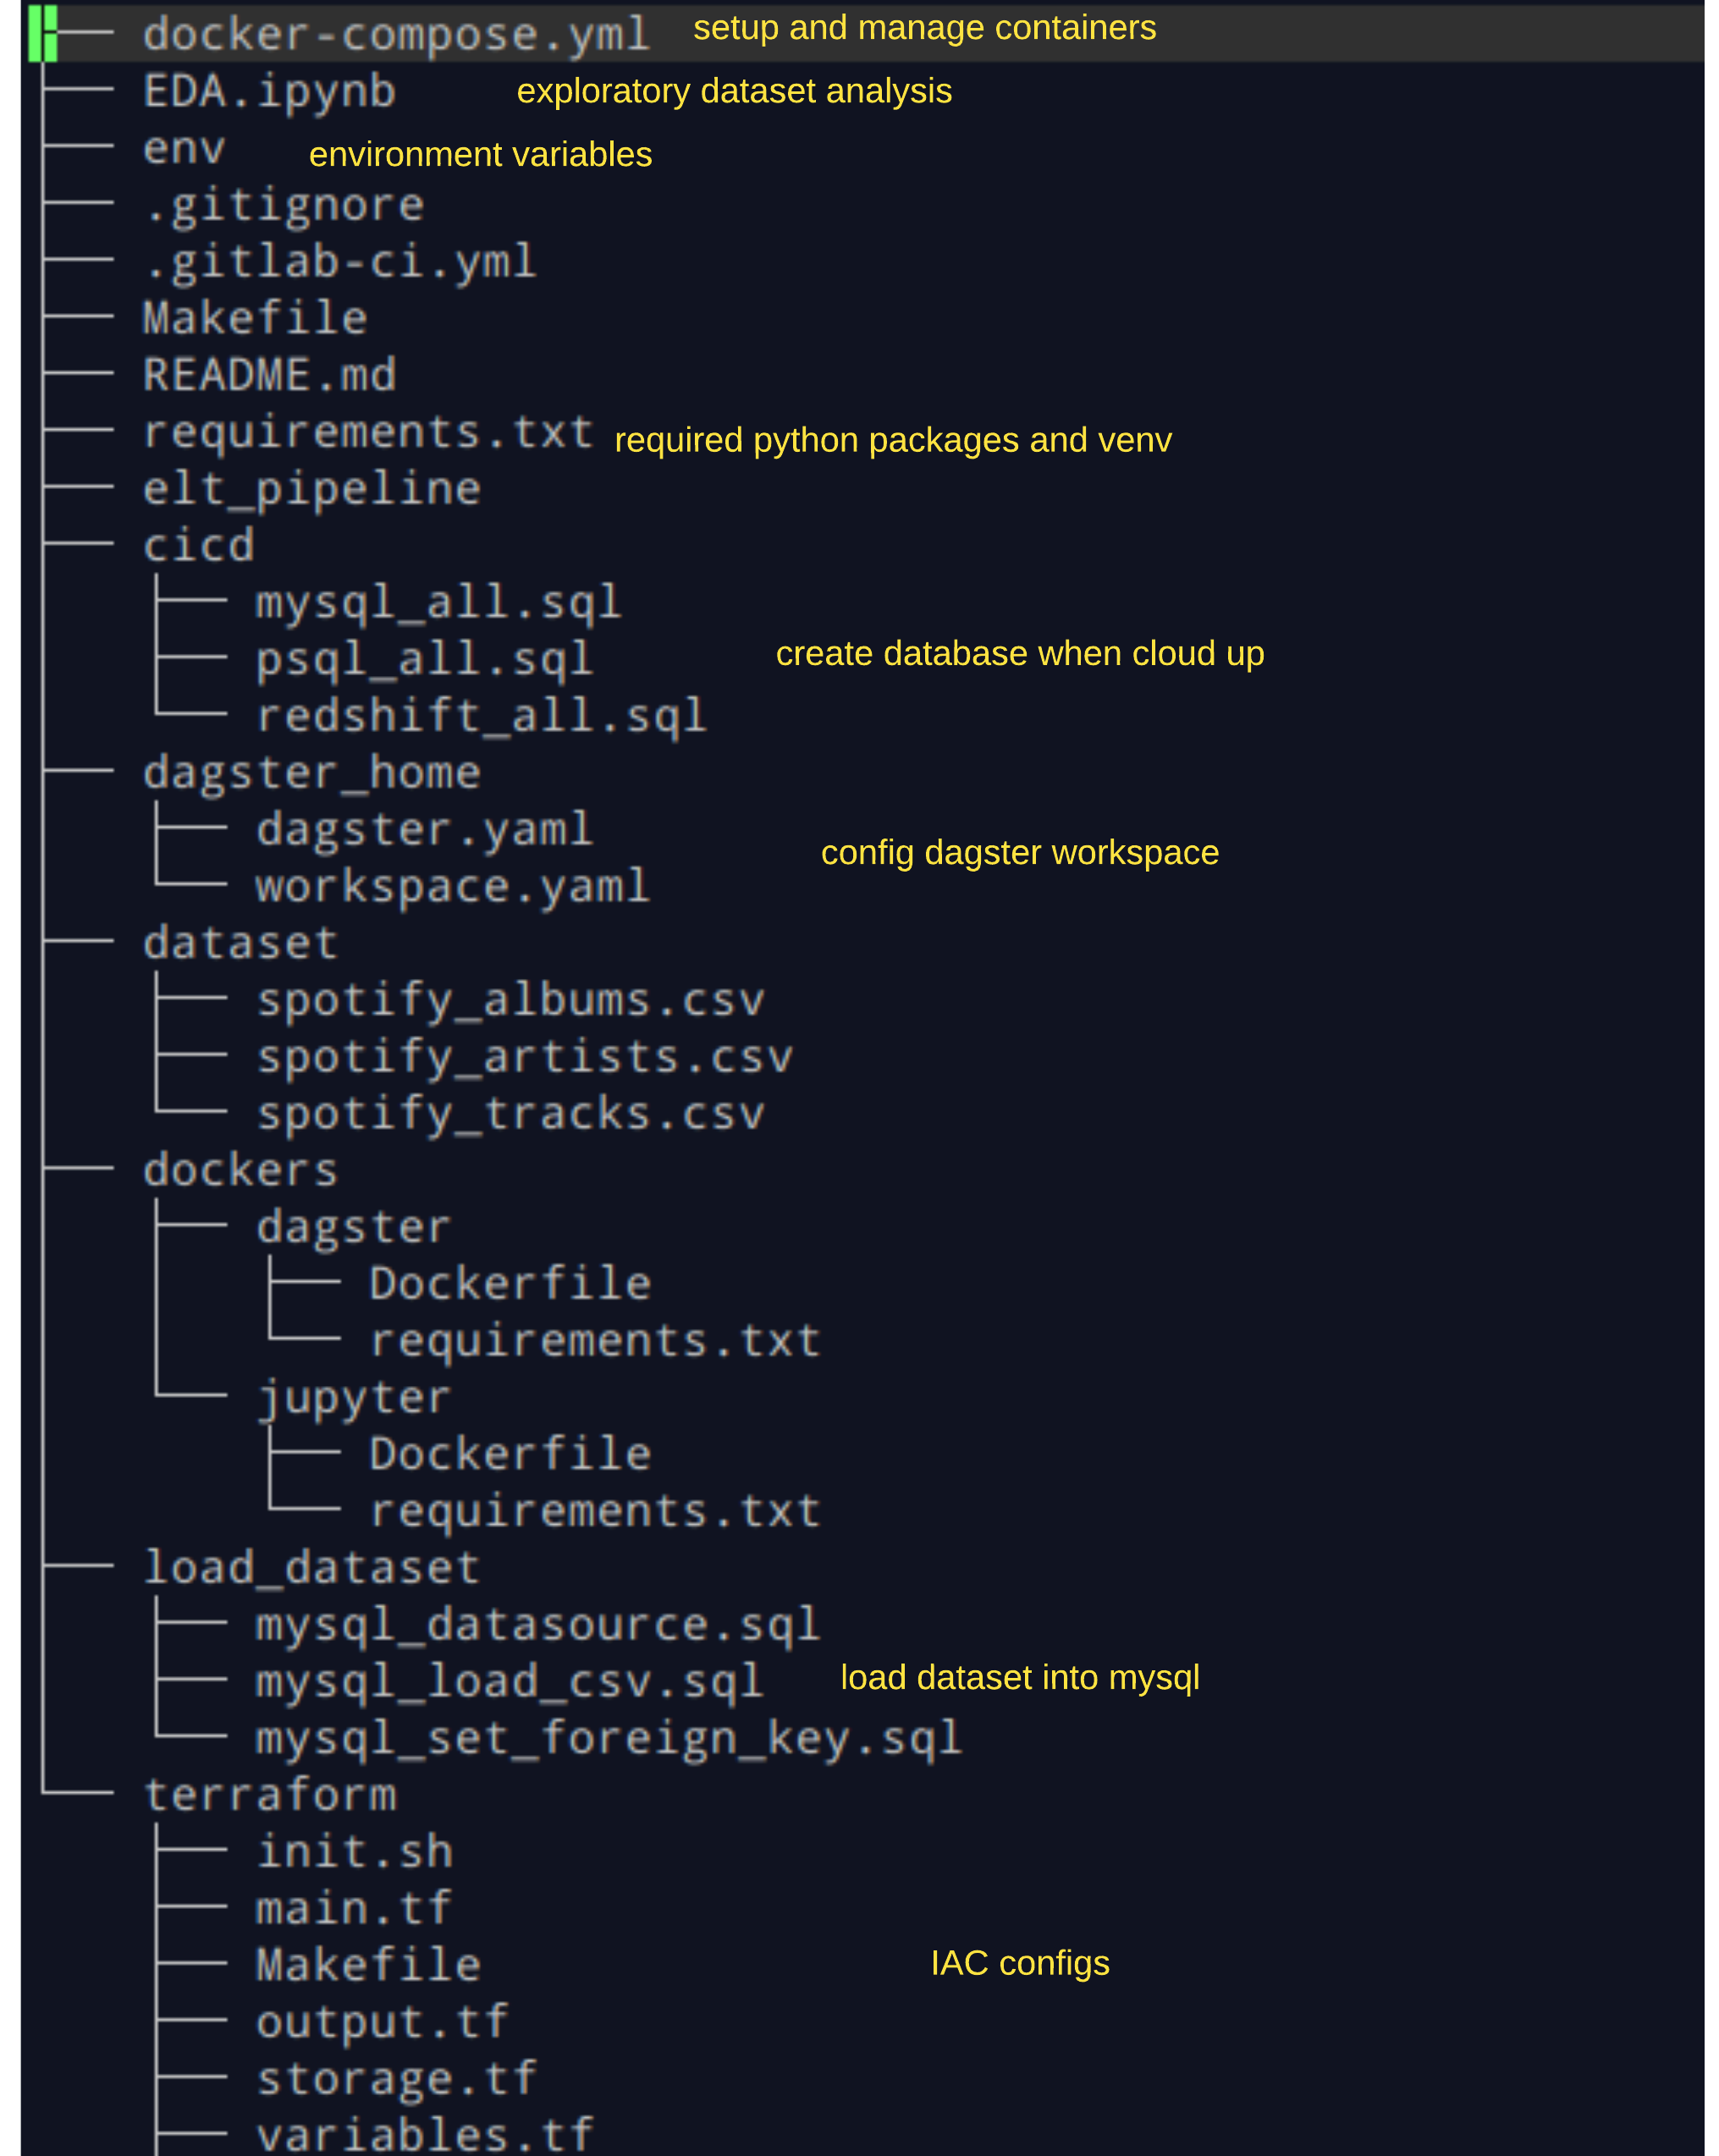 docker-compose.yml setup and manage containers
EDA.ipynb exploratory dataset analysis
env environment variables
.gitignore
.gitlab-ci.yml
Makefile
README.md
requirements.txt required python packages and venv
elt_pipeline
cicd
mysql_all.sql
psql_all.sql create database when cloud up
redshift_all.sql
dagster_home
dagster.yaml config dagster workspace
workspace.yaml
dataset
spotify_albums.csv
spotify_artists.csv
spotify_tracks.csv
dockers
dagster
Dockerfile
requirements.txt
jupyter
Dockerfile
requirements.txt
load_dataset
mysql_datasource.sql
mysql_load_csv.sql load dataset into mysql
mysql_set_foreign_key.sql
terraform
init.sh
main.tf
Makefile IAC configs
output.tf
storage.tf
variables.tf